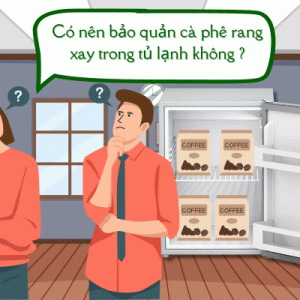 Có nên bảo quản cà phê rang
xay trong tủ lạnh không ?
?
?
COFFEE
COFFEE
COFFEE
COFFEE